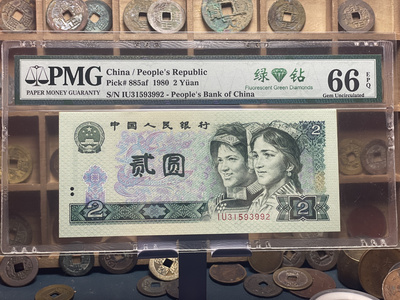 PMG
PAPER MONEY GUARANTY
China / People's Republic
Pick# 885af 1980 2 Yüan
S/N IU31593992 - People's Bank of China
绿钻
Fluorescent Green Diamonds
66 EPQ
Gem Uncirculated
中国人民银行
贰圆
2
IU31593992
2
2